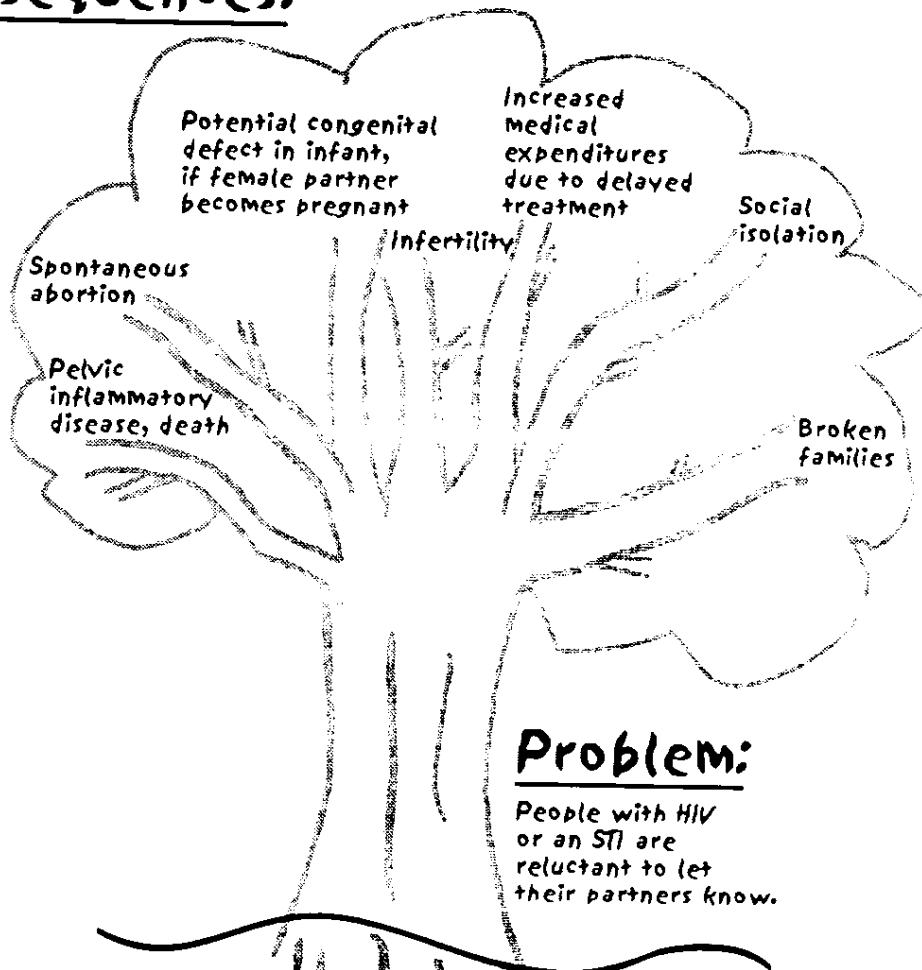 Potential congenital
defect in infant,
if female partner
becomes pregnant
Increased
medical
expenditures
due to delayed
treatment
Infertility
Social
isolation
Spontaneous
abortion
Pelvic
inflammatory
disease, death
Broken
families
Problem:
People with HIV
or an STI are
reluctant to let
their partners know.